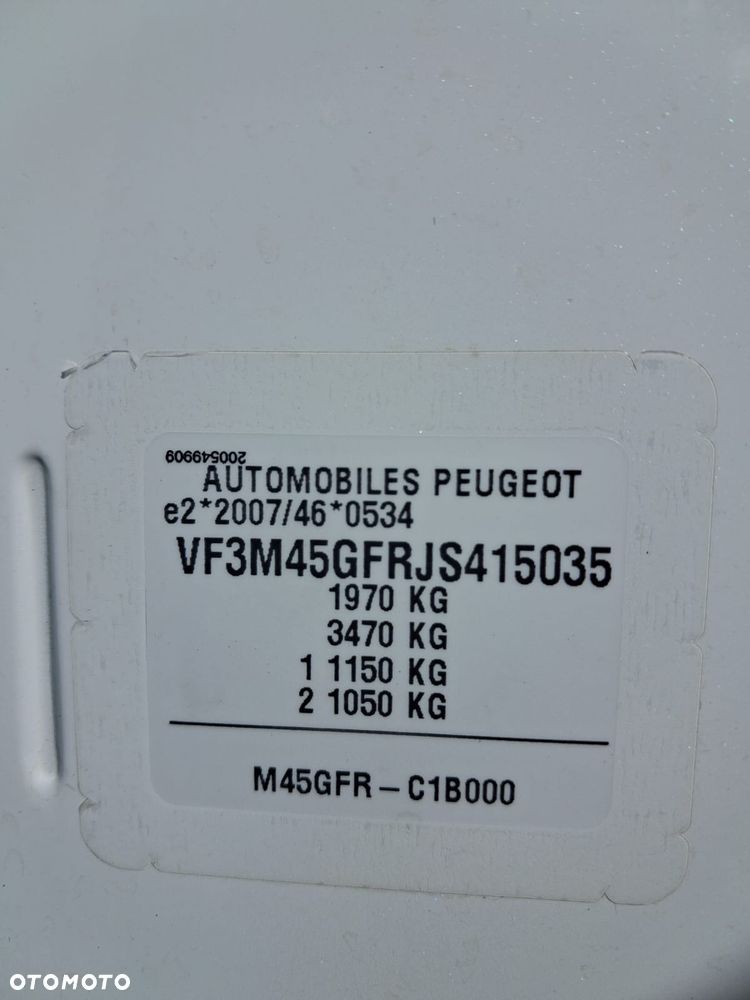 200549909
AUTOMOBILES PEUGEOT
e2*2007/46*0534
VF3M45GFRJS415035
1970 KG
3470 KG
1 1150 KG
2 1050 KG
M45GFR - C1B000
OTOMOTO